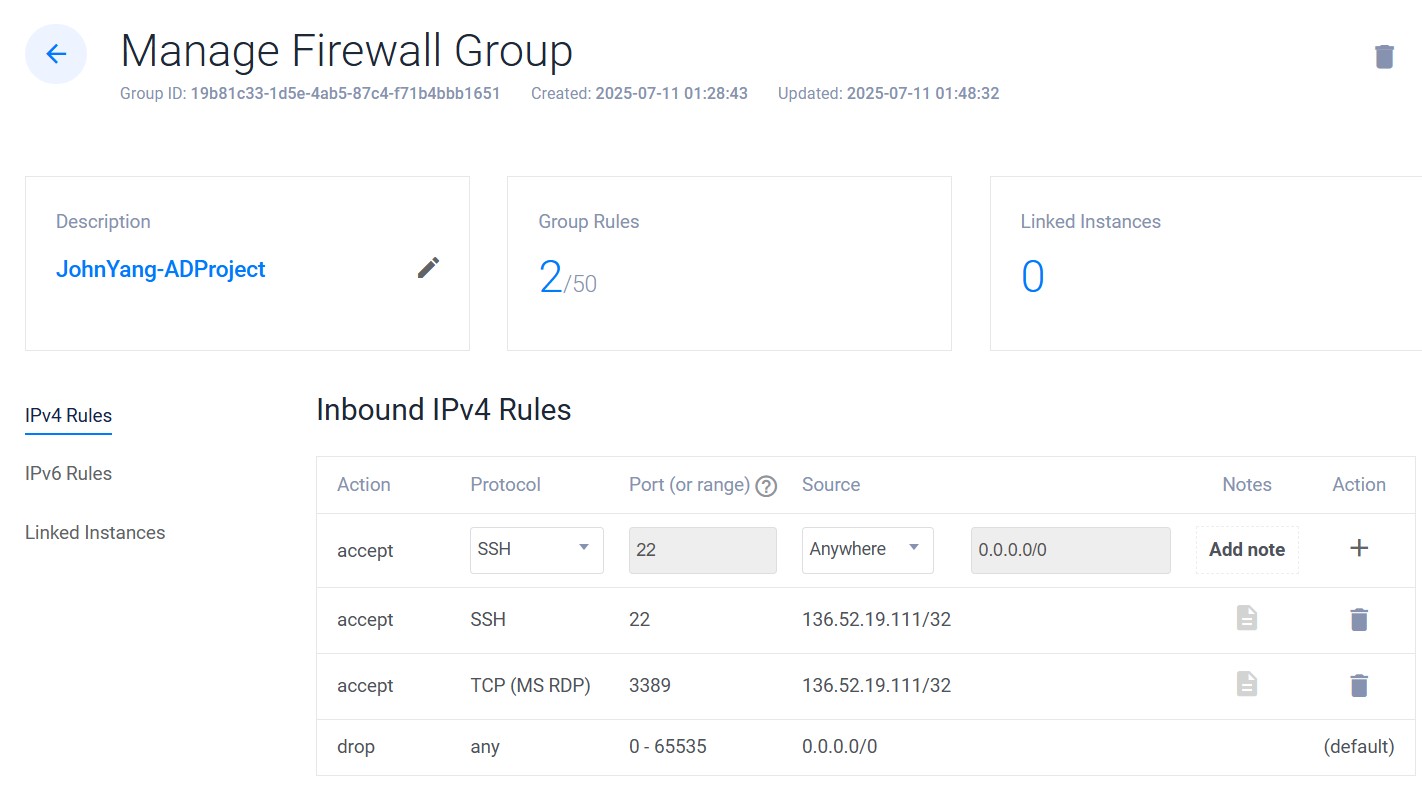 Manage Firewall Group
Group ID: 19b81c33-1d5e-4ab5-87c4-f71b4bbb1651 Created: 2025-07-11 01:28:43 Updated: 2025-07-11 01:48:32
Description
JohnYang-ADProject
Group Rules
2/50
Linked Instances
0
IPv4 Rules
IPv6 Rules
Linked Instances
Inbound IPv4 Rules
Action Protocol Port (or range) ? Source Notes Action
accept SSH 22 Anywhere 0.0.0.0/0 Add note +
accept SSH 22 136.52.19.111/32
accept TCP (MS RDP) 3389 136.52.19.111/32
drop any 0 - 65535 0.0.0.0/0 (default)